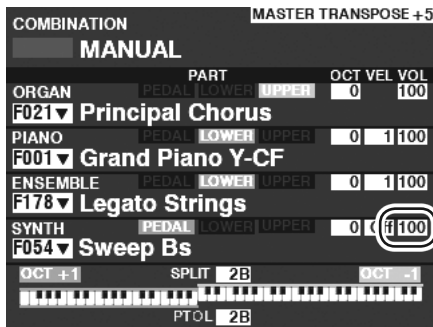 MASTER TRANSPOSE +5
COMBINATION
MANUAL
PART OCT VEL VOL
ORGAN PEDAL LOWER UPPER 0 100
F021▼ Principal Chorus
PIANO PEDAL LOWER UPPER 0 1 100
F001▼ Grand Piano Y-CF
ENSEMBLE PEDAL LOWER UPPER 0 1 100
F178▼ Legato Strings
SYNTH PEDAL LOWER UPPER 0 100
F054▼ Sweep Bs
OCT +1 SPLIT 2B OCT -1
PTOL 2B